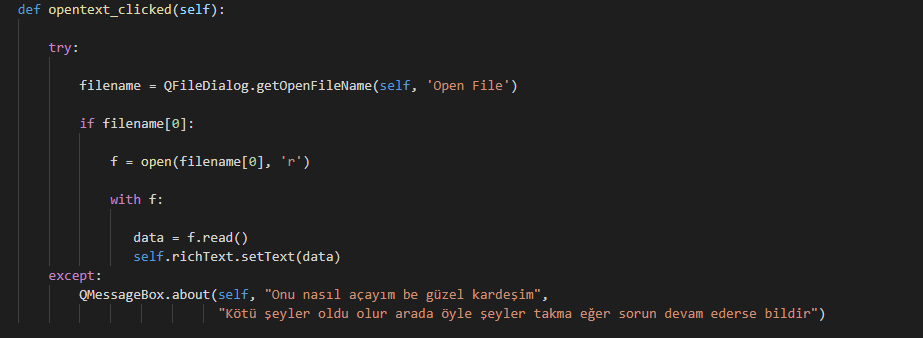 def opentext_clicked(self):
try:
filename = QFileDialog.getOpenFileName(self, 'Open File')
if filename[0]:
f = open(filename[0], 'r')
with f:
data = f.read()
self.richText.setText(data)
except:
QMessageBox.about(self, "Onu nasıl açayım be güzel kardeşim",
"Kötü şeyler oldu olur arada öyle şeyler takma eğer sorun devam ederse bildir")